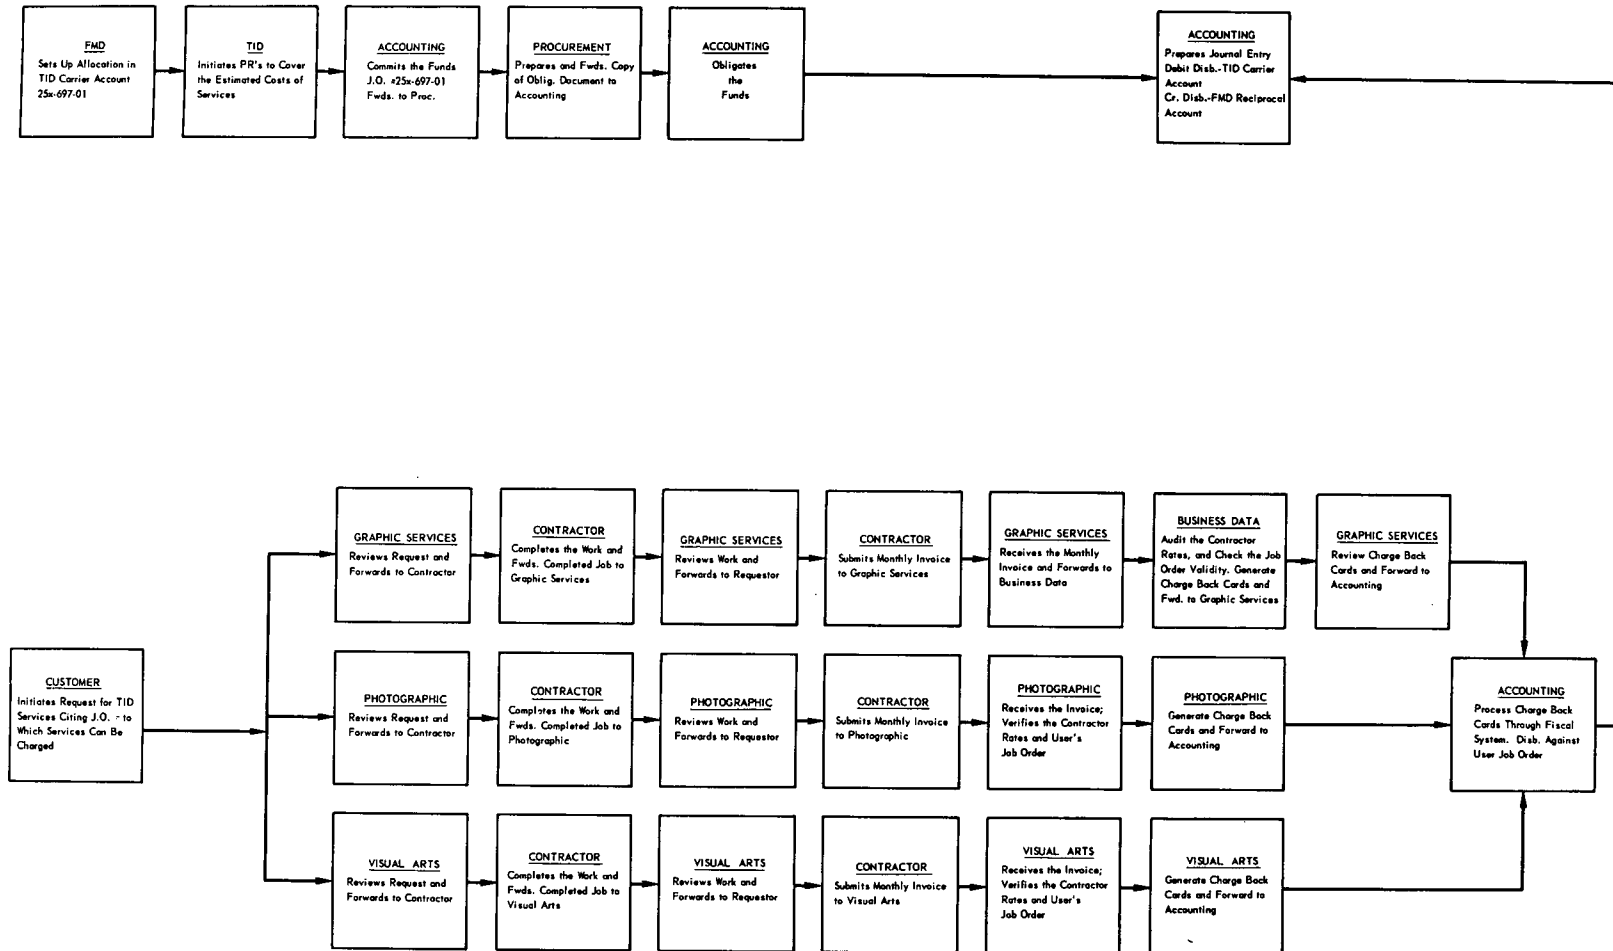 FMD
Sets Up Allocation in
TID Carrier Account
25x-697-01
TID
Initiates PR's to Cover
the Estimated Costs of
Services
ACCOUNTING
Commits the Funds
J.O. #25x-697-01
Fwds. to Proc.
PROCUREMENT
Prepares and Fwds. Copy
of Oblig. Document to
Accounting
ACCOUNTING
Obligates
the
Funds
ACCOUNTING
Prepares Journal Entry
Debit Disb.-TID Carrier
Account
Cr. Disb.-FMD Reciprocal
Account
GRAPHIC SERVICES
Reviews Request and
Forwards to Contractor
CONTRACTOR
Completes the Work and
Fwds. Completed Job to
Graphic Services
GRAPHIC SERVICES
Reviews Work and
Forwards to Requestor
CONTRACTOR
Submits Monthly Invoice
to Graphic Services
GRAPHIC SERVICES
Receives the Monthly
Invoice and Forwards to
Business Data
BUSINESS DATA
Audit the Contractor
Rates, and Check the Job
Order Validity. Generate
Charge Back Cards and
Fwd. to Graphic Services
GRAPHIC SERVICES
Review Charge Back
Cards and Forward to
Accounting
CUSTOMER
Initiates Request for TID
Services Citing J.O. # to
Which Services Can Be
Charged
PHOTOGRAPHIC
Reviews Request and
Forwards to Contractor
CONTRACTOR
Completes the Work and
Fwds. Completed Job to
Photographic
PHOTOGRAPHIC
Reviews Work and
Forwards to Requestor
CONTRACTOR
Submits Monthly Invoice
to Photographic
PHOTOGRAPHIC
Receives the Invoice;
Verifies the Contractor
Rates and User's
Job Order
PHOTOGRAPHIC
Generate Charge Back
Cards and Forward to
Accounting
ACCOUNTING
Process Charge Back
Cards Through Fiscal
System. Disb. Against
User Job Order
VISUAL ARTS
Reviews Request and
Forwards to Contractor
CONTRACTOR
Completes the Work and
Fwds. Completed Job to
Visual Arts
VISUAL ARTS
Reviews Work and
Forwards to Requestor
CONTRACTOR
Submits Monthly Invoice
to Visual Arts
VISUAL ARTS
Receives the Invoice;
Verifies the Contractor
Rates and User's
Job Order
VISUAL ARTS
Generate Charge Back
Cards and Forward to
Accounting